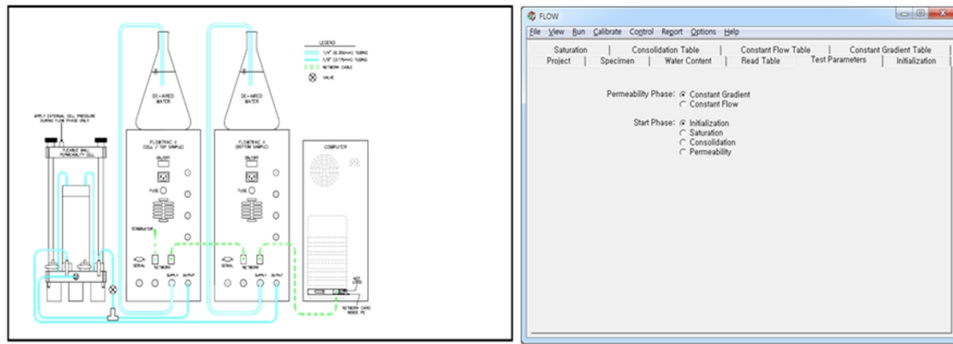 LEGEND
1/4" (6.350mm) TUBING
1/8" (3.175mm) TUBING
NETWORK CABLE
VALVE
DE-AIRED
WATER
DE-AIRED
WATER
APPLY EXTERNAL CELL PRESSURE
DURING FLOW PHASE ONLY
FLEXIBLE WALL
PERMEABILITY CELL
FLOWTRAC II
(CELL / TOP SAMPLE)
ON/OFF
FUSE
TERMINATOR
SERIAL
NETWORK
SUPPLY
OUTPUT
FLOWTRAC II
(BOTTOM SAMPLE)
ON/OFF
FUSE
SERIAL
NETWORK
SUPPLY
OUTPUT
COMPUTER
NOT
USED
NETWORK CARD
INSIDE PC
FLOW
File View Run Calibrate Control Report Options Help
Saturation Consolidation Table Constant Flow Table Constant Gradient Table
Project Specimen Water Content Read Table Test Parameters Initialization
Permeability Phase: Constant Gradient
Constant Flow
Start Phase: Initialization
Saturation
Consolidation
Permeability